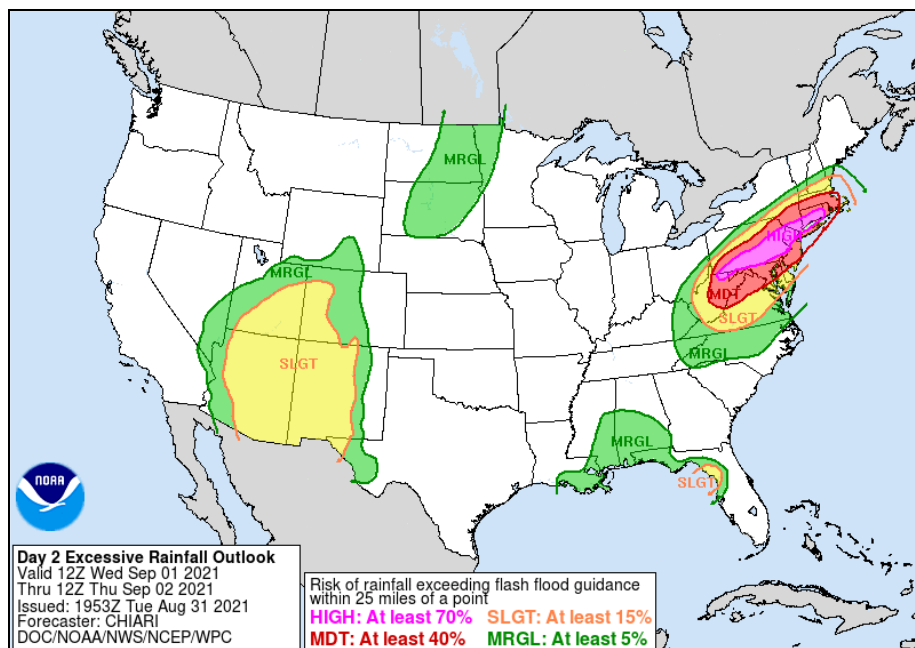 MRGL
HIGH
MRGL
MDT
SLGT
SLGT
MRGL
MRGL
SLGT
NOAA
Day 2 Excessive Rainfall Outlook
Valid 12Z Wed Sep 01 2021
Thru 12Z Thu Sep 02 2021
Issued: 1953Z Tue Aug 31 2021
Forecaster: CHIARI
DOC/NOAA/NWS/NCEP/WPC
Risk of rainfall exceeding flash flood guidance
within 25 miles of a point
HIGH: At least 70% SLGT: At least 15%
MDT: At least 40% MRGL: At least 5%